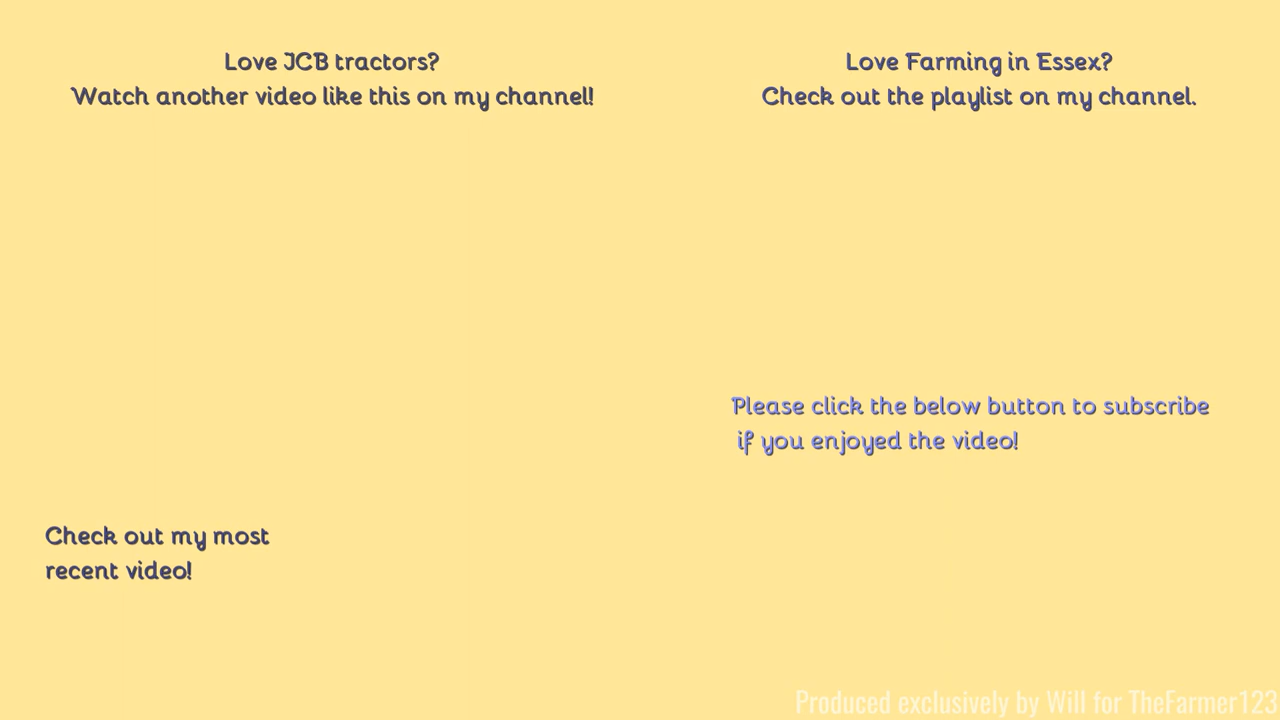 Love JCB tractors?
Watch another video like this on my channel!
Love Farming in Essex?
Check out the playlist on my channel.
Please click the below button to subscribe
if you enjoyed the video!
Check out my most
recent video!
Produced exclusively by Will for TheFarmer123